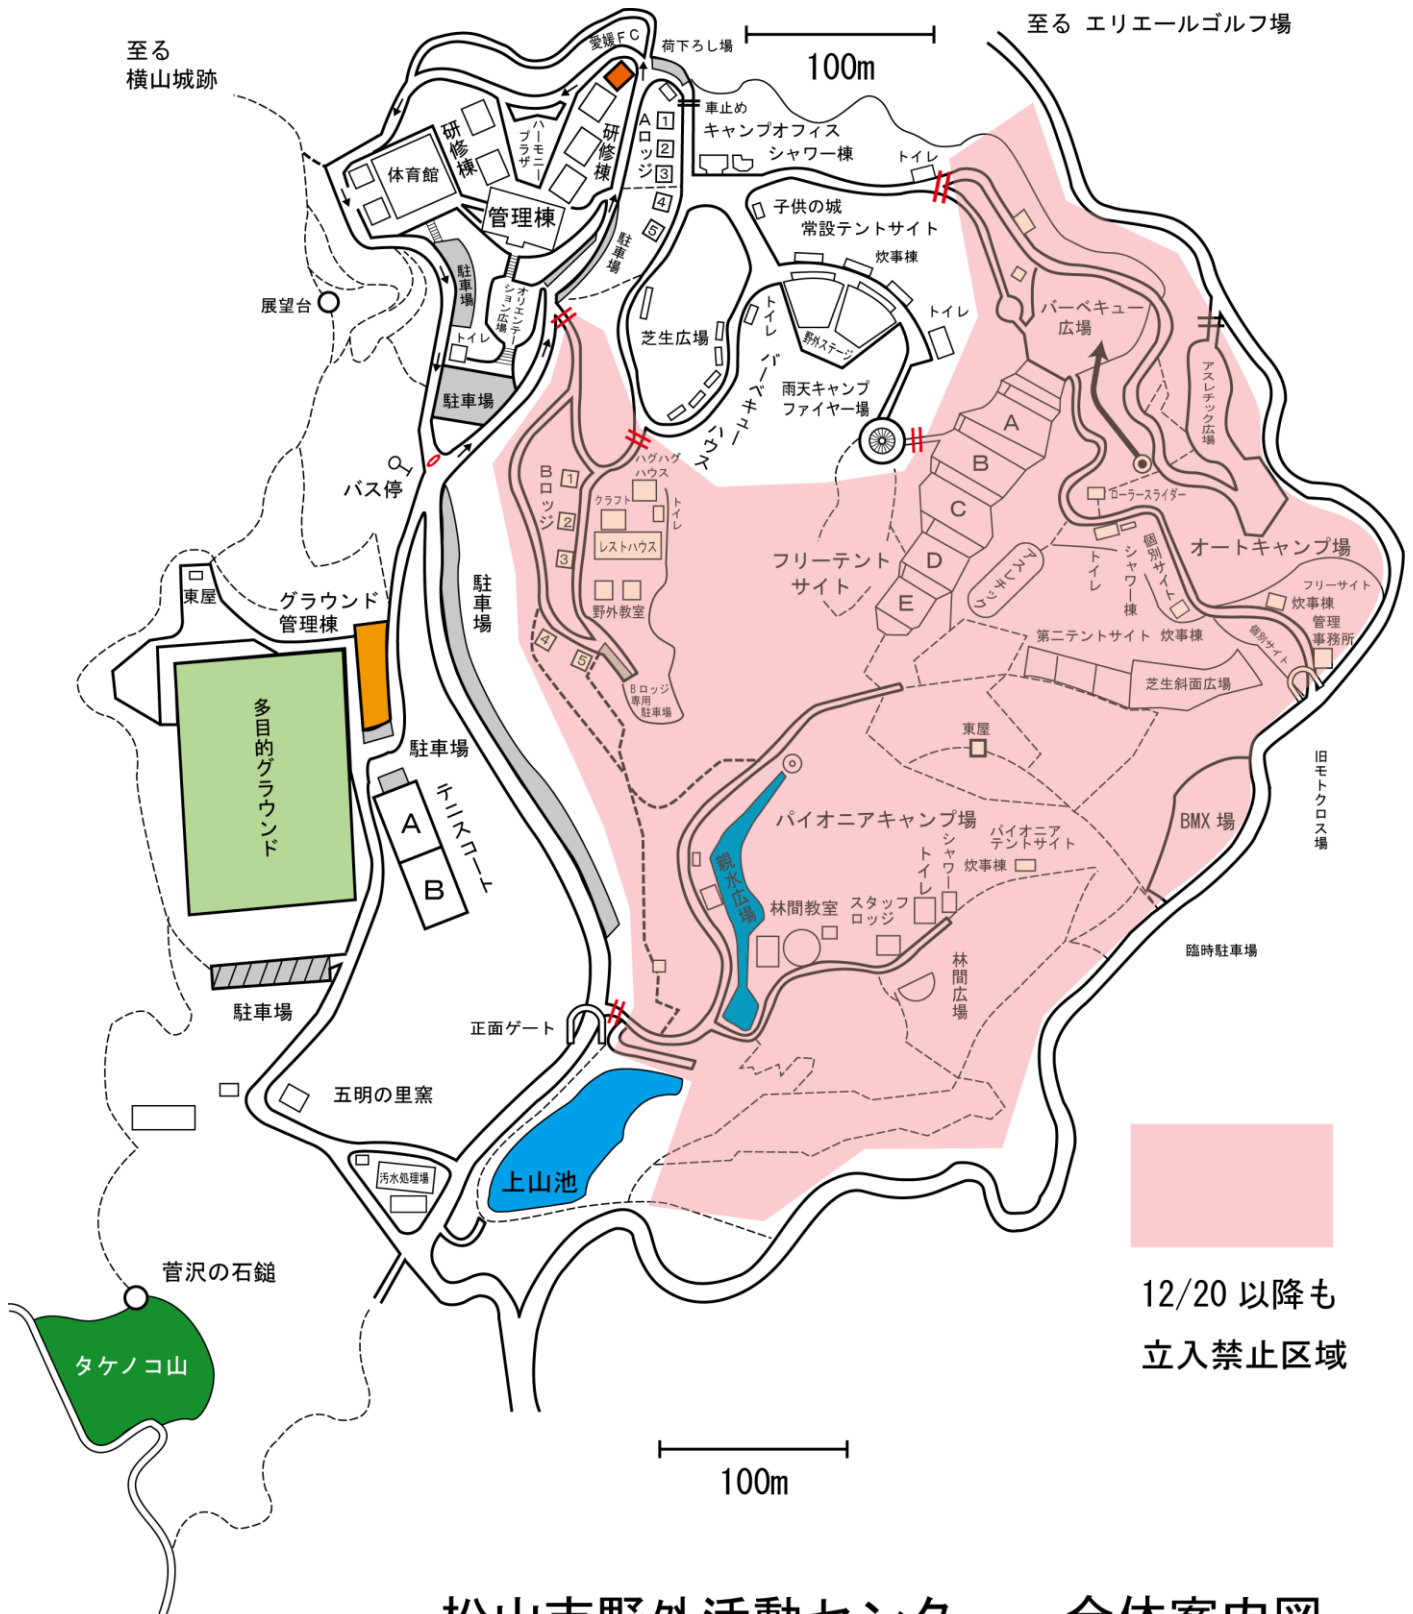 至る
横山城跡
愛媛FC
荷下ろし場
100m
至る エリエールゴルフ場
車止め
キャンプオフィス
シャワー棟
トイレ
研修棟
ハーモニープラザ
研修棟
Aロッジ
1
2
3
4
5
体育館
管理棟
子供の城
常設テントサイト
炊事棟
駐車場
駐車場
オリエンテーション広場
展望台
トイレ
芝生広場
トイレ
バーベキューハウス
野外ステージ
トイレ
バーベキュー
広場
アスレチック広場
駐車場
雨天キャンプ
ファイヤー場
バス停
Bロッジ
1
2
3
4
5
ハグハグ
ハウス
クラフト
トイレ
レストハウス
野外教室
Bロッジ
専用
駐車場
A
B
C
D
E
フリーテント
サイト
アスレチック
ローラースライダー
トイレ
シャワー棟
個別サイト
オートキャンプ場
フリーサイト
炊事棟
管理
事務所
個別サイト
第二テントサイト 炊事棟
芝生斜面広場
東屋
東屋
グラウンド
管理棟
駐車場
多目的グラウンド
駐車場
テニスコート
A
B
旧モトクロス場
BMX 場
パイオニアキャンプ場
パイオニア
テントサイト
シャワー
トイレ
炊事棟
親水広場
林間教室
スタッフ
ロッジ
林間広場
臨時駐車場
駐車場
正面ゲート
五明の里窯
汚水処理場
上山池
菅沢の石鎚
タケノコ山
12/20 以降も
立入禁止区域
100m
松山市野外活動センター 全体案内図